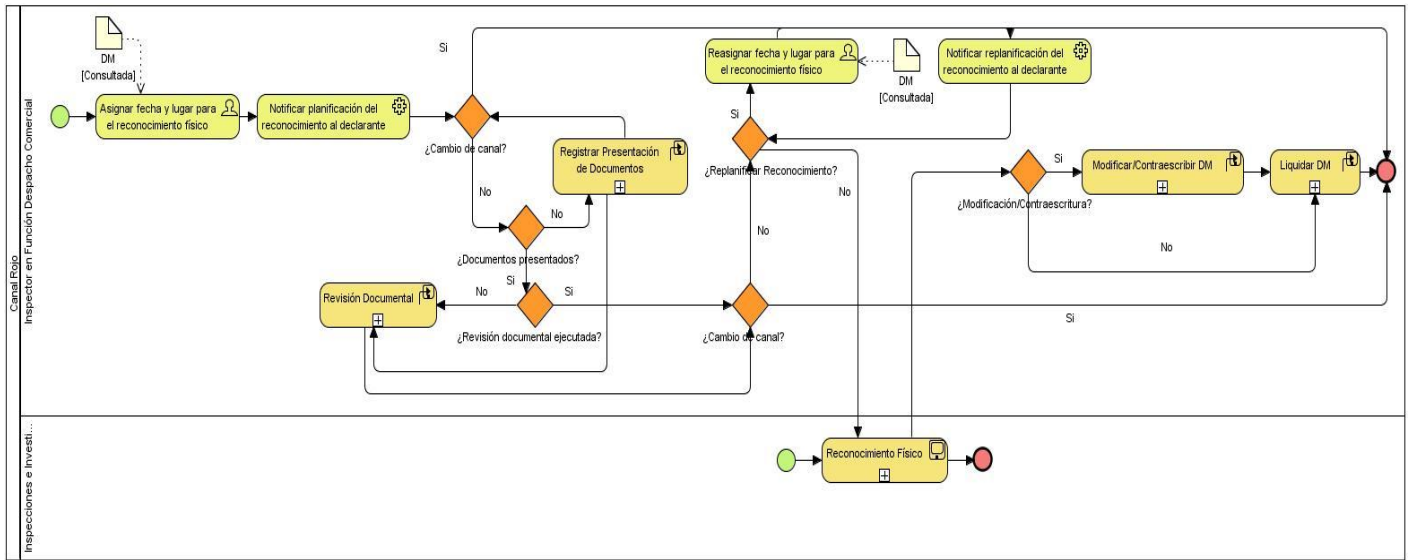 Canal Rojo
Inspector en Función Despacho Comercial
DM
[Consultada]
Asignar fecha y lugar para
el reconocimiento físico
Notificar planificación del
reconocimiento al declarante
Si
¿Cambio de canal?
No
Registrar Presentación
de Documentos
No
¿Documentos presentados?
Si
Revisión Documental
No
Si
¿Revisión documental ejecutada?
Reasignar fecha y lugar para
el reconocimiento físico
DM
[Consultada]
Notificar replanificación del
reconocimiento al declarante
Si
¿Replanificar Reconocimiento?
No
No
¿Cambio de canal?
Si
Si
¿Modificación/Contraescritura?
No
Modificar/Contraescribir DM
Liquidar DM
Inspecciones e Investi...
Reconocimiento Físico